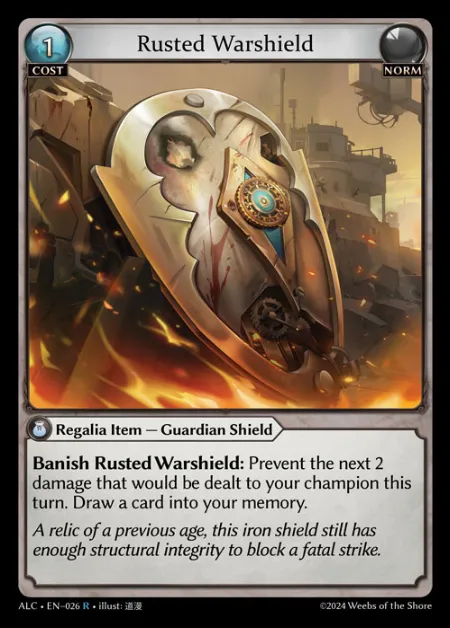 1
Rusted Warshield
COST
NORM
Regalia Item — Guardian Shield
Banish Rusted Warshield: Prevent the next 2
damage that would be dealt to your champion this
turn. Draw a card into your memory.
A relic of a previous age, this iron shield still has
enough structural integrity to block a fatal strike.
ALC • EN-026 R • illust: 道漫
©2024 Weebs of the Shore